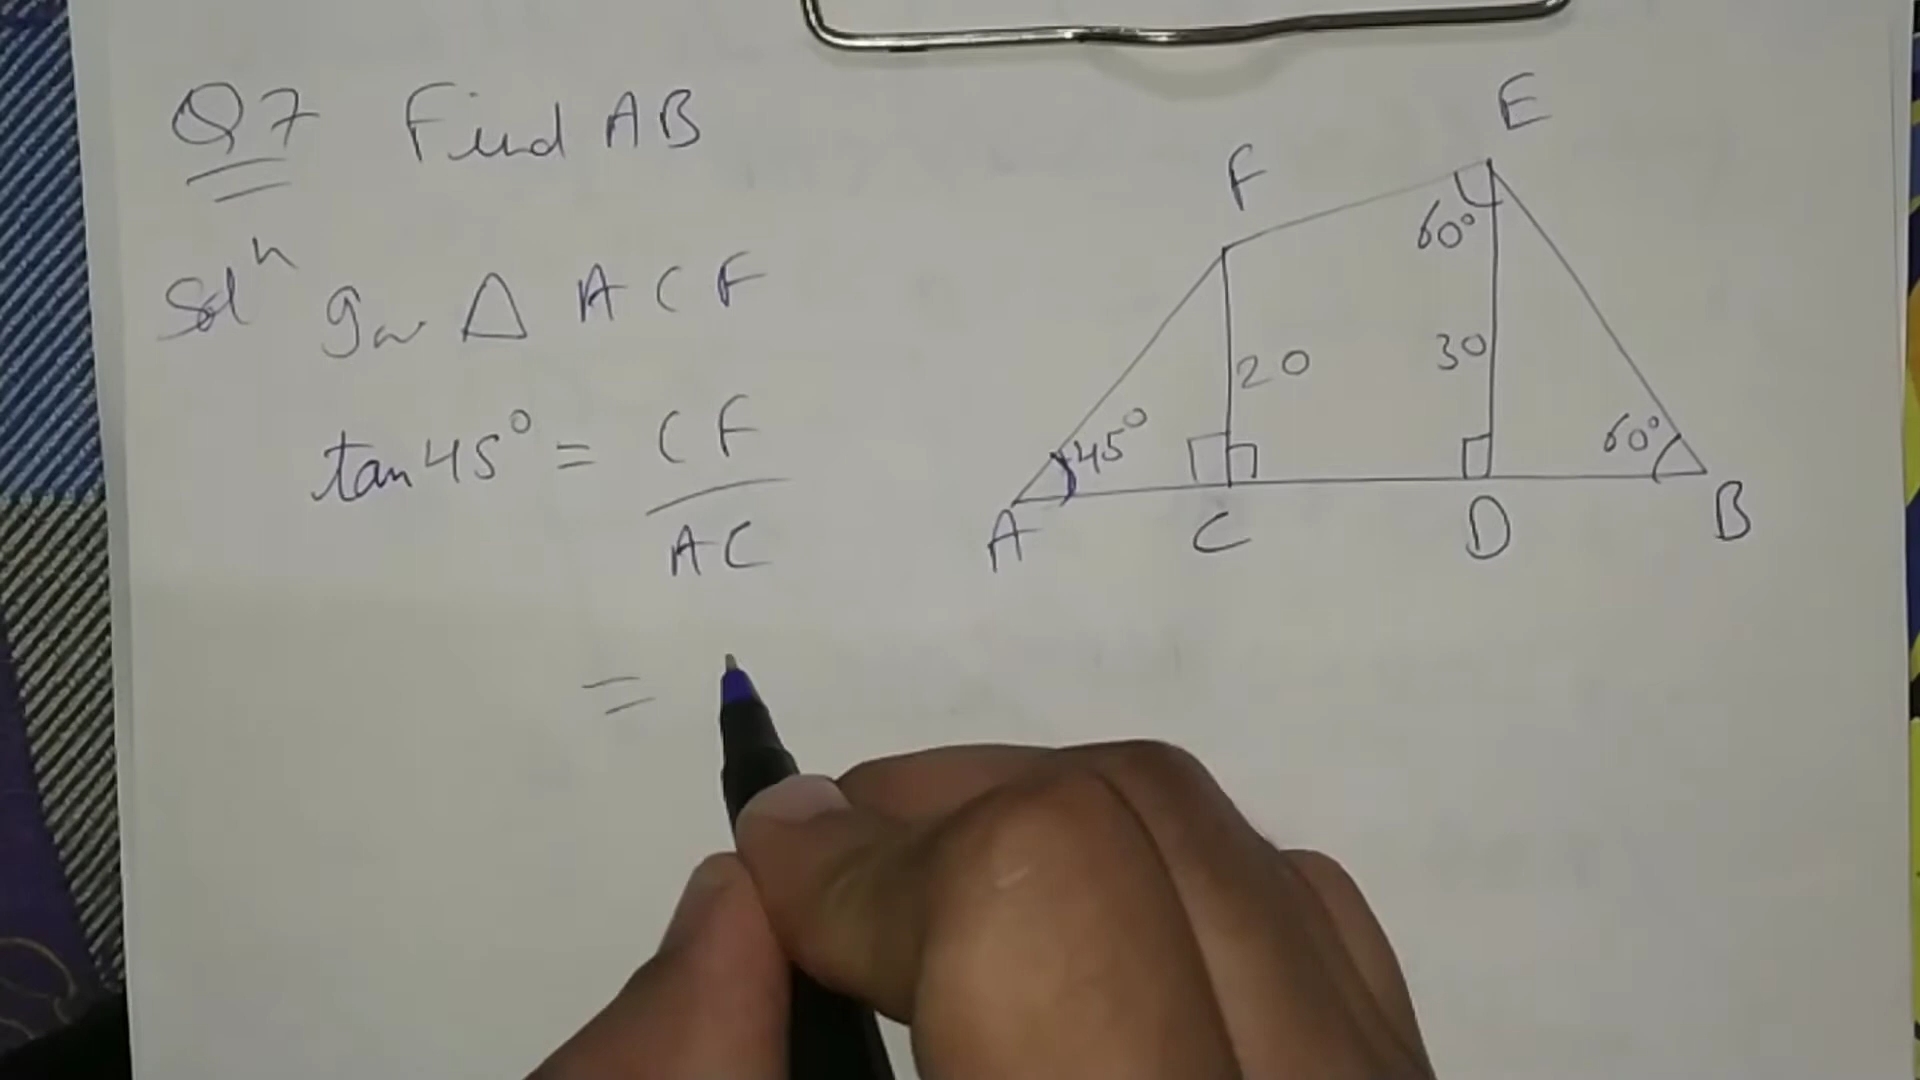 Q7 Find AB
Solⁿ In Δ ACF
tan 45° = CF
AC
=
E
F
60°
20
30
45°
60°
A
C
D
B